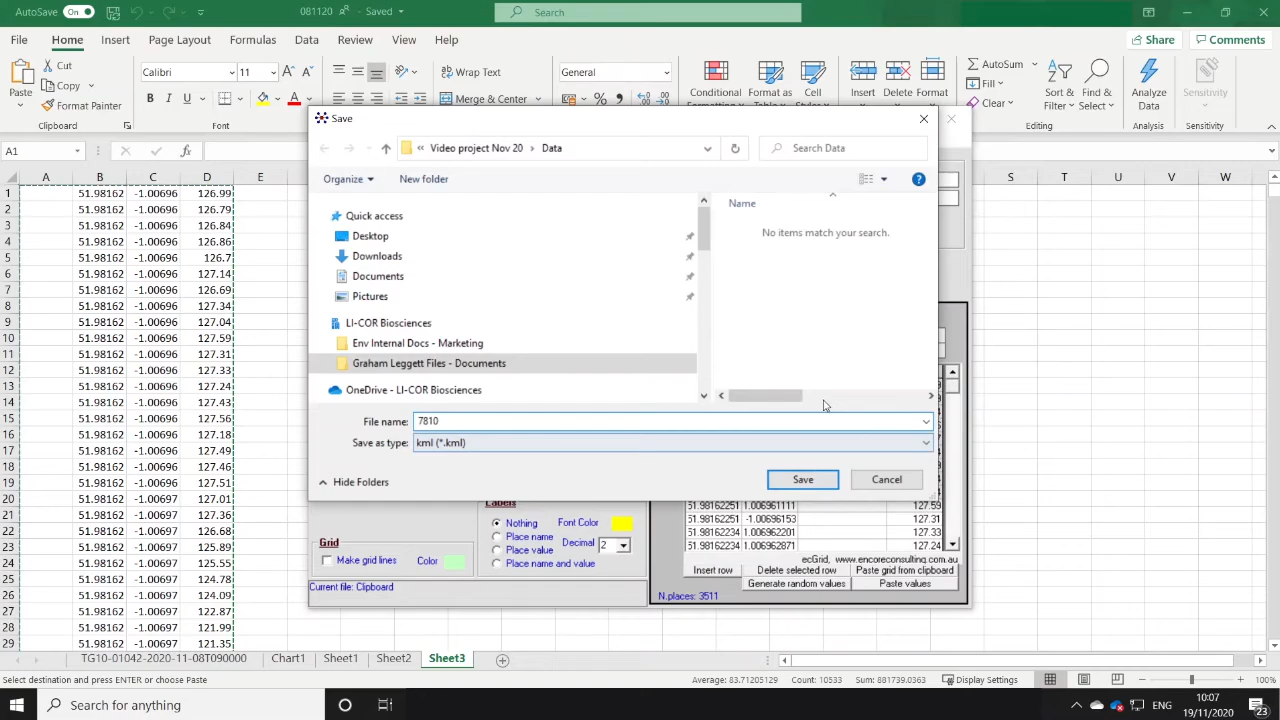 AutoSave On 081120 Saved Search
File Home Insert Page Layout Formulas Data Review View Help Share Comments
Paste Cut Copy Format Painter Calibri 11 A A Wrap Text General AutoSum Fill Clear
B I U A Merge & Center % Conditional Formatting Format as Table Cell Insert Delete Format Sort & Filter Find & Select Analyze Data Sensitivity
Clipboard Font Editing Analysis Sensitivity
A1 fx
A B C D E S T U V W
Save
Video project Nov 20 > Data Search Data
Organize New folder
Name
No items match your search.
Quick access
Desktop
Downloads
Documents
Pictures
LI-COR Biosciences
Env Internal Docs - Marketing
Graham Leggett Files - Documents
OneDrive - LI-COR Biosciences
File name: 7810
Save as type: kml (*.kml)
Hide Folders Save Cancel
1 51.98162 -1.00696 126.99
2 51.98162 -1.00696 126.79
3 51.98162 -1.00696 126.84
4 51.98162 -1.00696 126.86
5 51.98162 -1.00696 126.7
6 51.98162 -1.00696 127.14
7 51.98162 -1.00696 126.69
8 51.98162 -1.00696 127.34
9 51.98162 -1.00696 127.04
10 51.98162 -1.00696 127.59
11 51.98162 -1.00696 127.31
12 51.98162 -1.00696 127.33
13 51.98162 -1.00696 127.24
14 51.98162 -1.00696 127.43
15 51.98162 -1.00696 127.56
16 51.98162 -1.00696 127.18
17 51.98162 -1.00696 127.46
18 51.98162 -1.00697 127.49
19 51.98162 -1.00697 127.51
20 51.98162 -1.00697 127.01
21 51.98162 -1.00697 127.36
22 51.98162 -1.00697 126.68
23 51.98162 -1.00697 125.89
24 51.98162 -1.00697 125.53
25 51.98162 -1.00697 124.78
26 51.98162 -1.00697 124.09
27 51.98162 -1.00697 122.87
28 51.98162 -1.00697 121.99
29 51.98162 -1.00697 121.35
Labels
Nothing Font Color
Place name
Place value Decimal 2
Place name and value
Grid
Make grid lines Color
Current file: Clipboard
51.98162251 1.006961111 127.59
51.98162251 -1.00696153 127.31
51.98162234 1.006962201 127.33
51.98162234 1.006962871 127.24
ecGrid, www.encoreconsulting.com.au
Insert row Delete selected row Paste grid from clipboard
Generate random values Paste values
N.places: 3511
TG10-01042-2020-11-08T090000 Chart1 Sheet1 Sheet2 Sheet3
Select destination and press ENTER or choose Paste Average: 83.71205129 Count: 10533 Sum: 881739.0363 Display Settings 100%
Search for anything ENG 10:07
19/11/2020 23